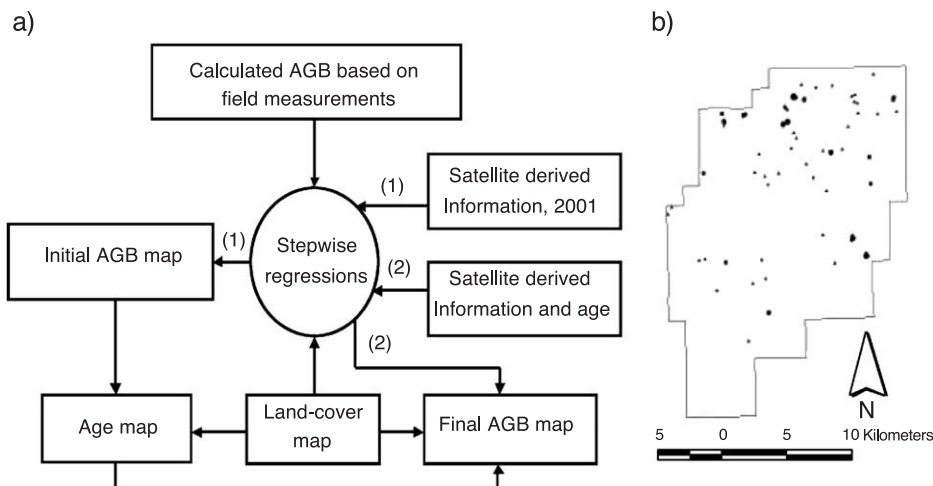 a)
b)
Calculated AGB based on
field measurements
(1)
Satellite derived
Information, 2001
Initial AGB map
(1)
Stepwise
regressions
(2)
Satellite derived
Information and age
(2)
Age map
Land-cover
map
Final AGB map
N
5 0 5 10 Kilometers